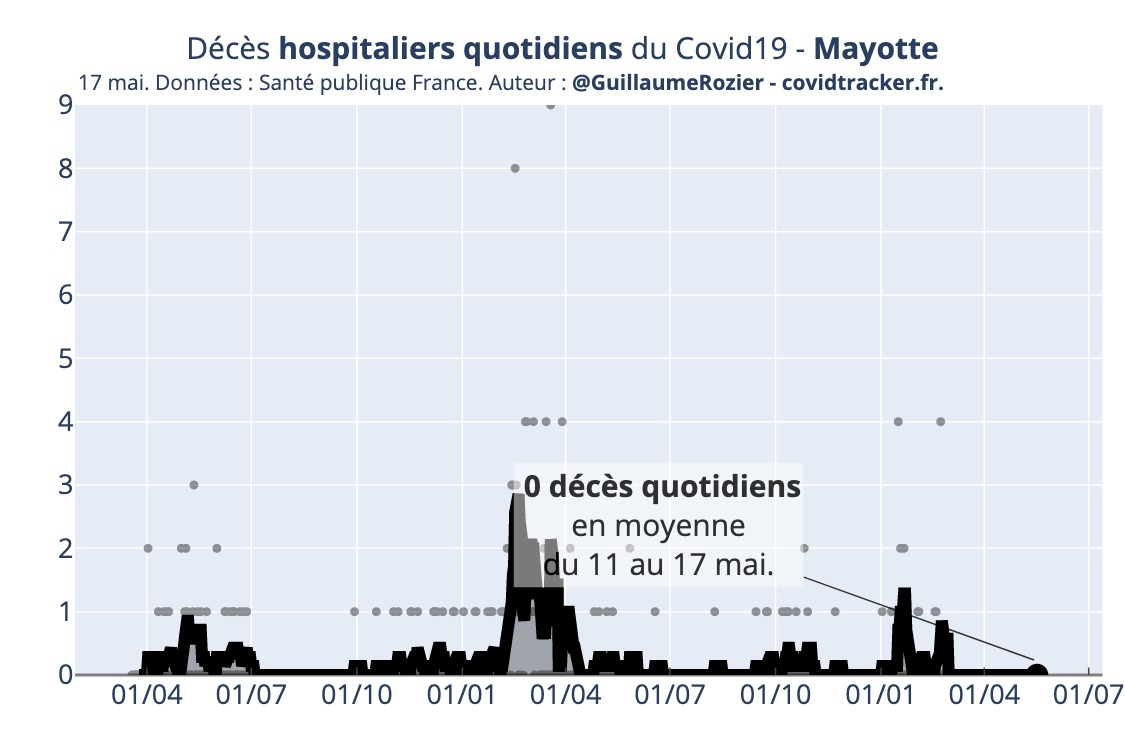 Décès hospitaliers quotidiens du Covid19 - Mayotte
17 mai. Données : Santé publique France. Auteur : @GuillaumeRozier - covidtracker.fr.
9
8
7
6
5
4
3
2
1
0
0 décès quotidiens
en moyenne
du 11 au 17 mai.
01/04 01/07 01/10 01/01 01/04 01/07 01/10 01/01 01/04 01/07